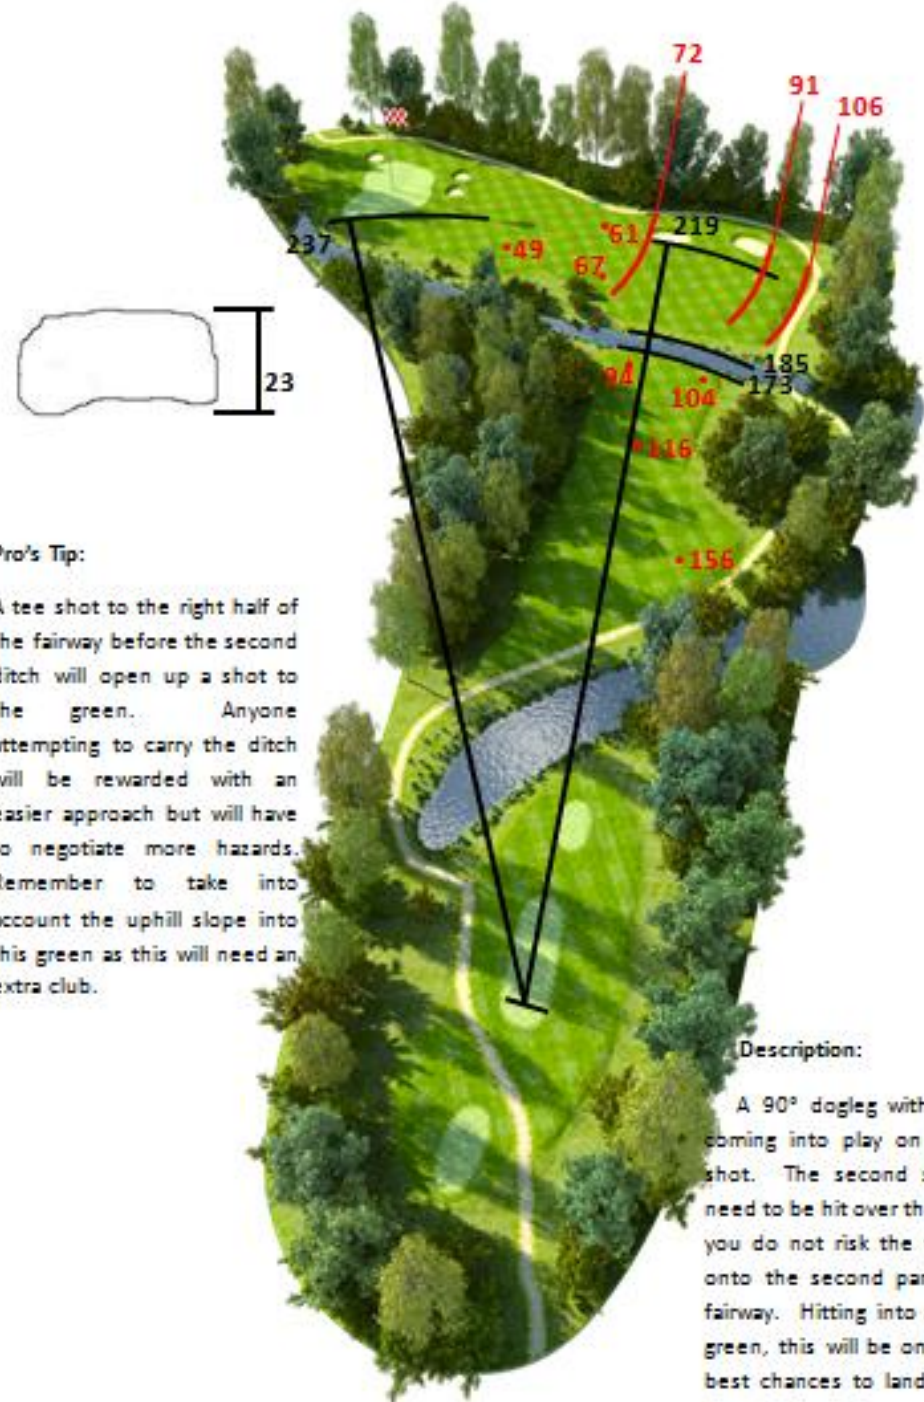 72
91
106
219
61
237
49
67
185
173
94
104
23
116
156
Pro's Tip:
A tee shot to the right half of
the fairway before the second
ditch will open up a shot to
the green. Anyone
attempting to carry the ditch
will be rewarded with an
easier approach but will have
to negotiate more hazards.
Remember to take into
account the uphill slope into
this green as this will need an
extra club.
Description:
A 90° dogleg with
coming into play on
shot. The second s
need to be hit over th
you do not risk the
onto the second par
fairway. Hitting into
green, this will be on
best chances to land